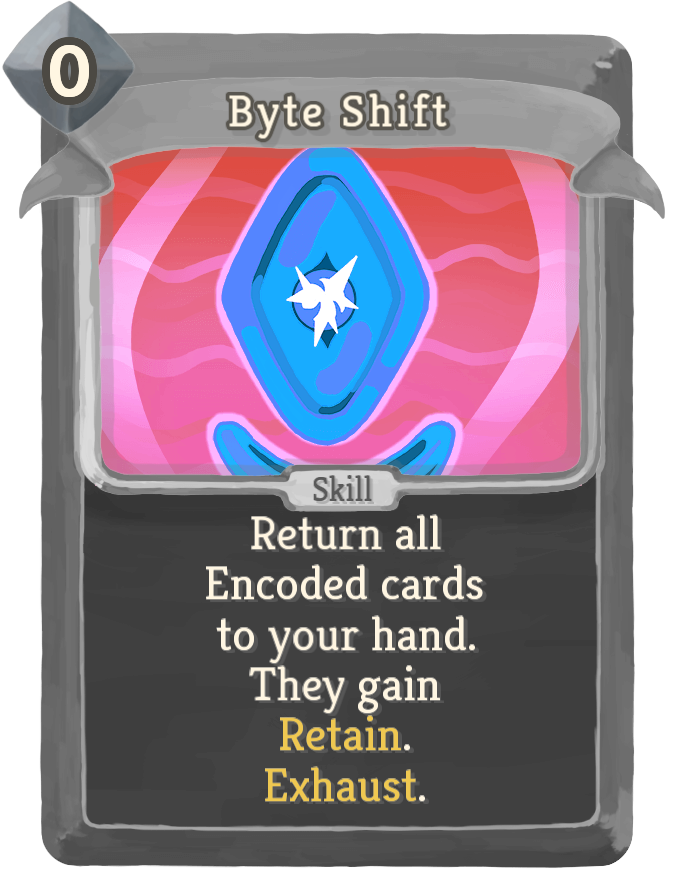 0
Byte Shift
Skill
Return all
Encoded cards
to your hand.
They gain
Retain.
Exhaust.